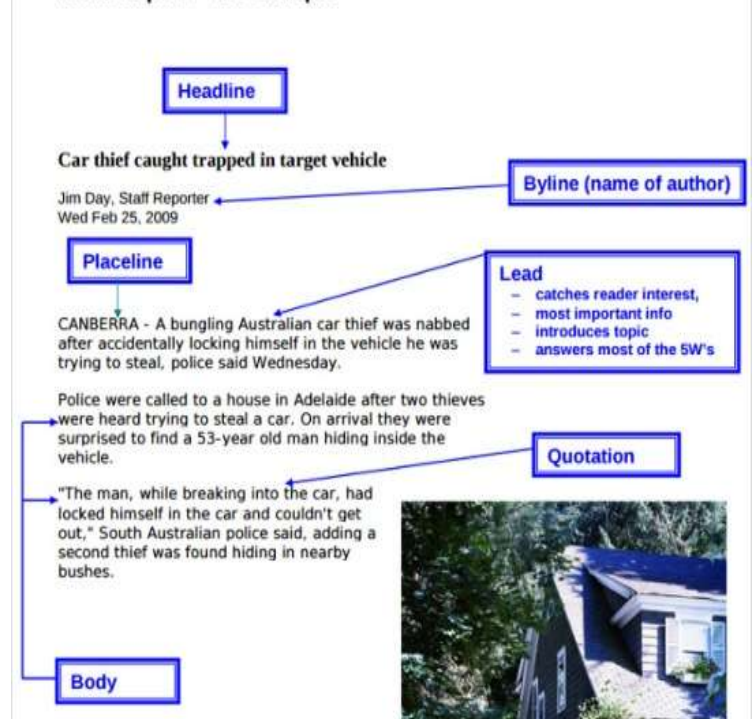 Headline
Car thief caught trapped in target vehicle
Byline (name of author)
Jim Day, Staff Reporter
Wed Feb 25, 2009
Placeline
Lead
– catches reader interest,
– most important info
– introduces topic
– answers most of the 5W's
CANBERRA - A bungling Australian car thief was nabbed
after accidentally locking himself in the vehicle he was
trying to steal, police said Wednesday.
Police were called to a house in Adelaide after two thieves
were heard trying to steal a car. On arrival they were
surprised to find a 53-year old man hiding inside the
vehicle.
Quotation
"The man, while breaking into the car, had
locked himself in the car and couldn't get
out," South Australian police said, adding a
second thief was found hiding in nearby
bushes.
Body